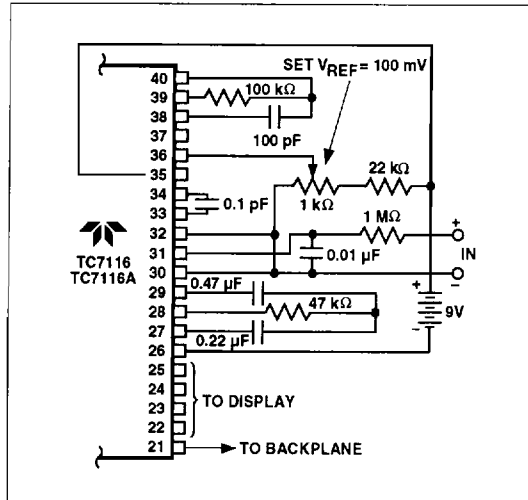 SET VREF = 100 mV
40
39
38
37
36
35
34
33
32
31
30
29
28
27
26
25
24
23
22
21
100 kΩ
100 pF
22 kΩ
1 kΩ
0.1 pF
1 MΩ
+
IN
–
0.01 µF
TC7116
TC7116A
0.47 µF
47 kΩ
0.22 µF
+
9V
–
TO DISPLAY
TO BACKPLANE